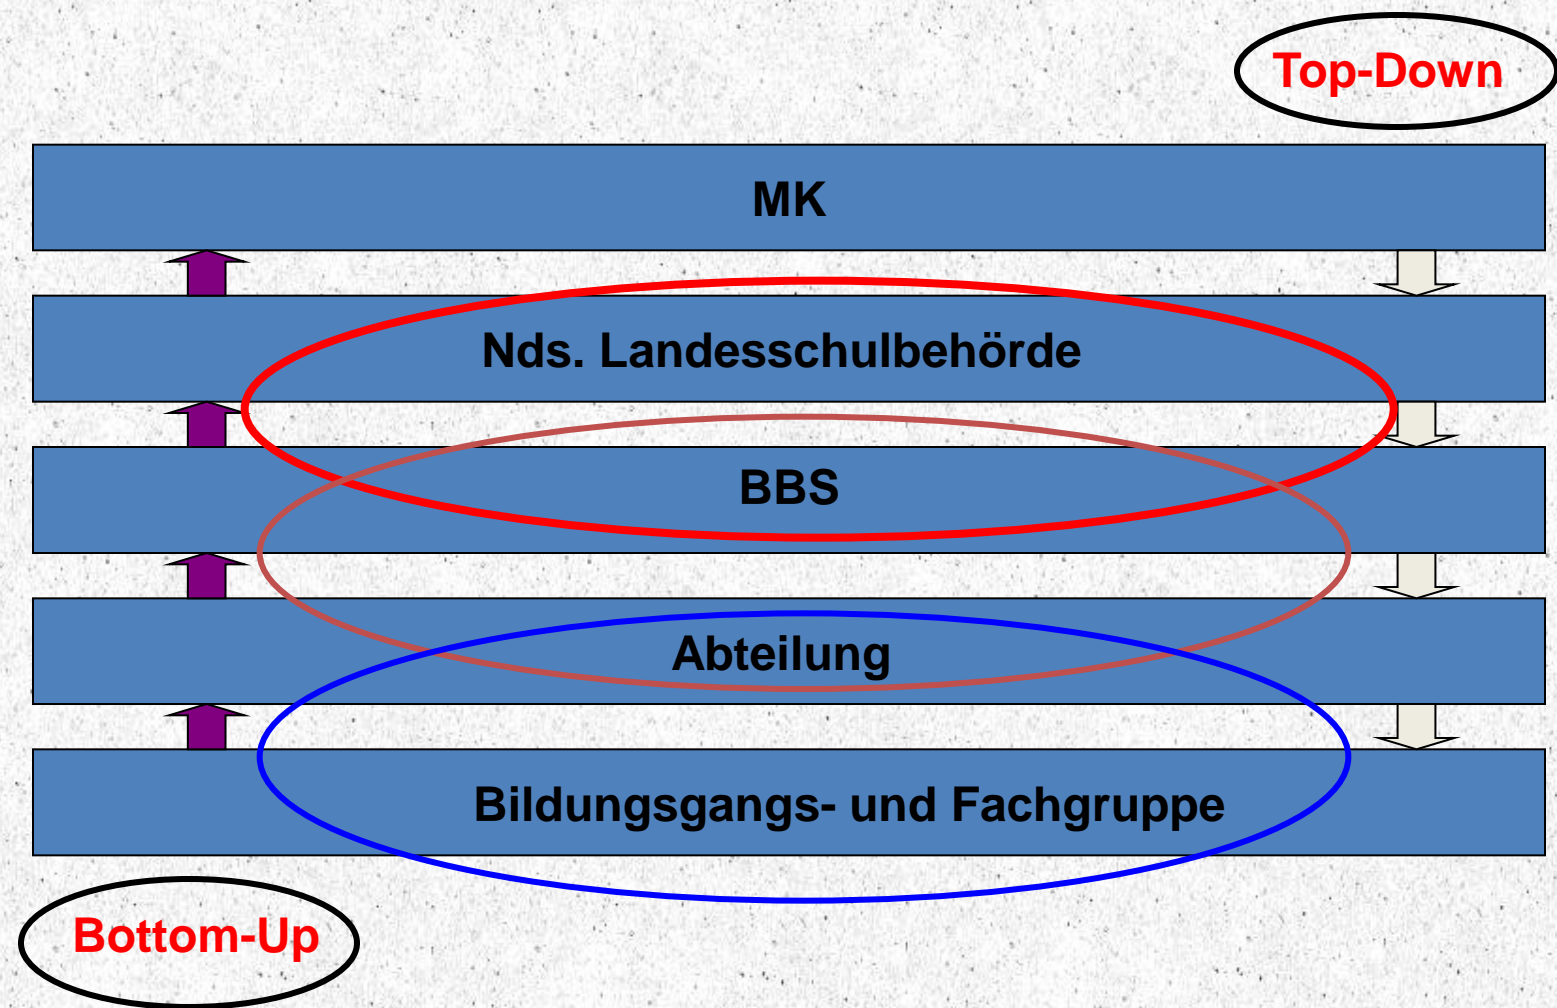 Top-Down
MK
Nds. Landesschulbehörde
BBS
Abteilung
Bildungsgangs- und Fachgruppe
Bottom-Up